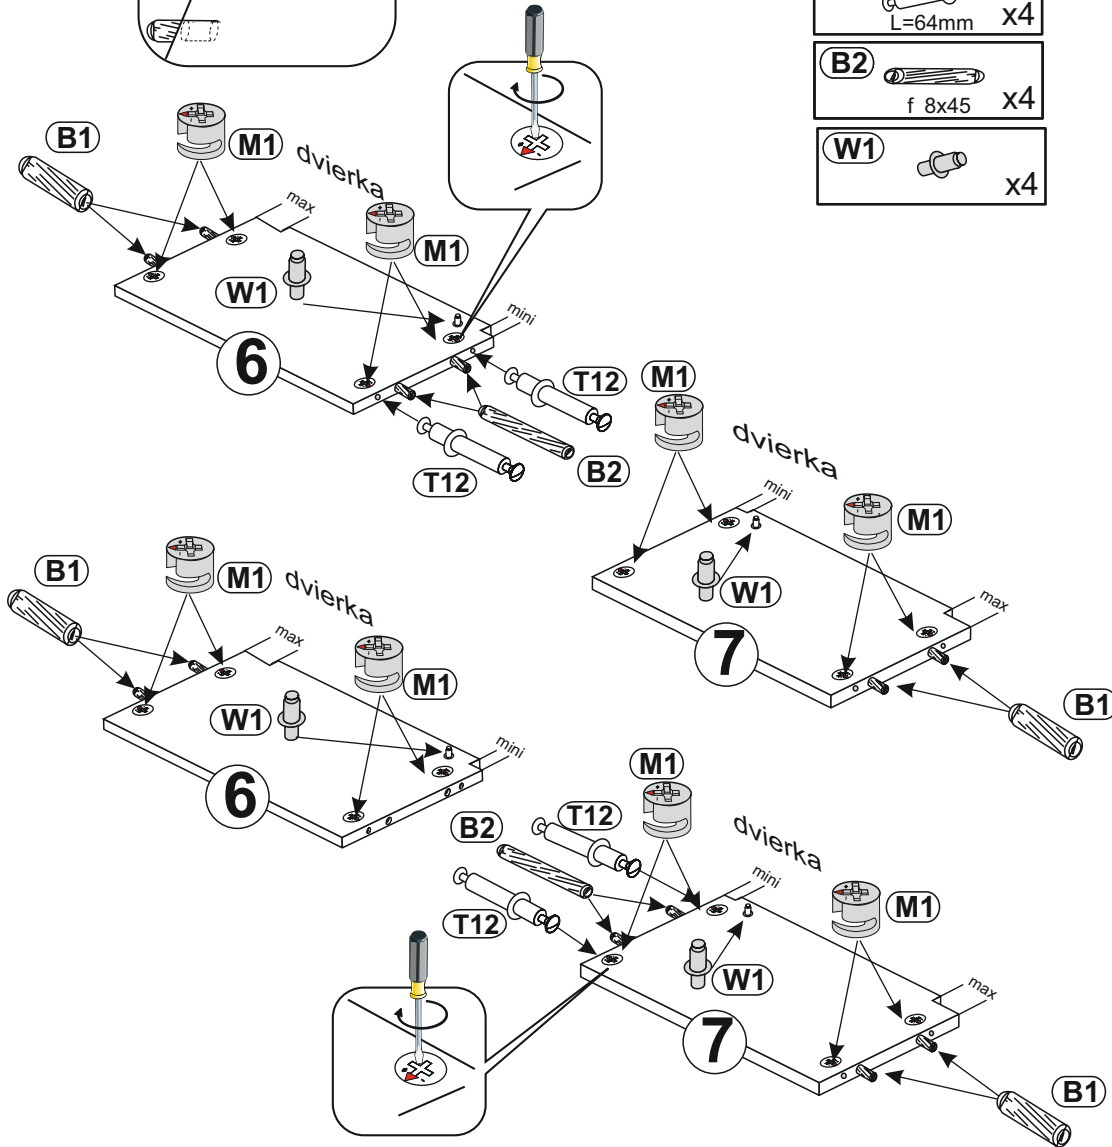 L=64mm x4
B2 f 8x45 x4
W1 x4
B1
M1
dvierka
max
M1
W1
mini
6
T12
T12
B2
M1
dvierka
mini
M1
W1
max
7
B1
B1
M1
dvierka
max
M1
W1
mini
6
M1
T12
B2
dvierka
T12
mini
M1
W1
max
7
B1